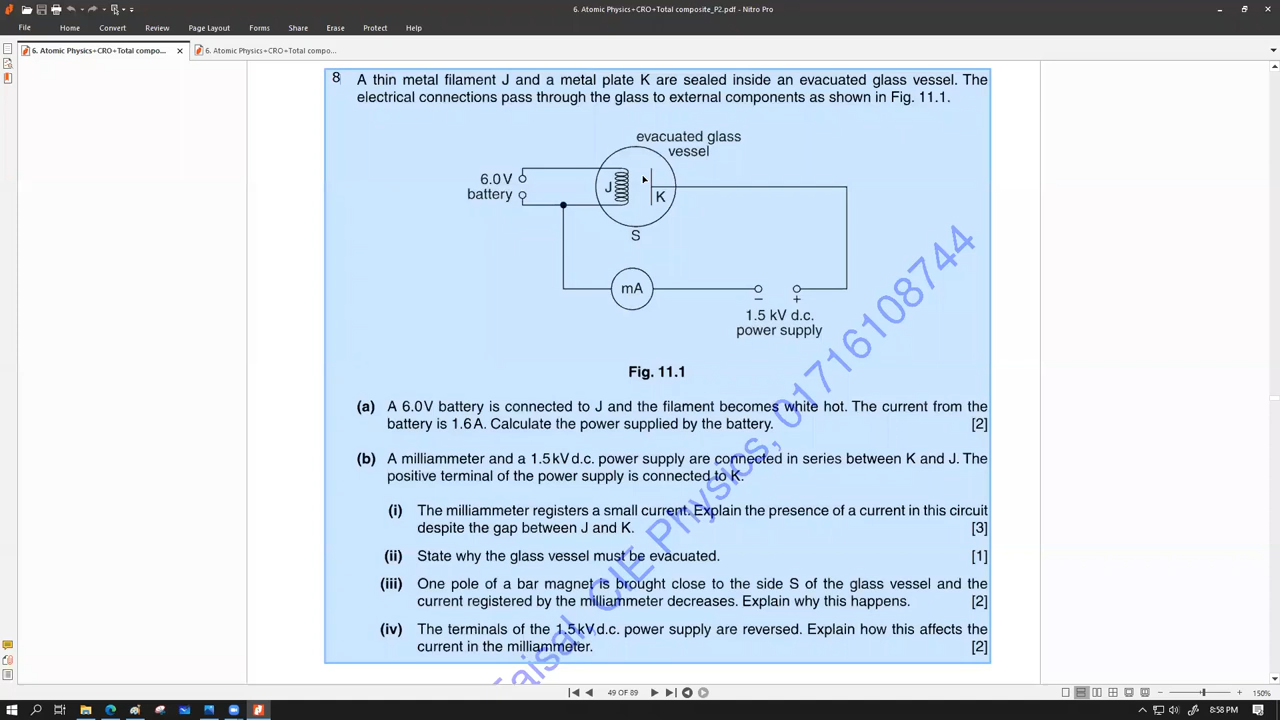 6. Atomic Physics+CRO+Total composite_P2.pdf - Nitro Pro
File Home Convert Review Page Layout Forms Share Erase Protect Help
6. Atomic Physics+CRO+Total compo... × 6. Atomic Physics+CRO+Total compo...
8 A thin metal filament J and a metal plate K are sealed inside an evacuated glass vessel. The
electrical connections pass through the glass to external components as shown in Fig. 11.1.
evacuated glass
vessel
6.0 V
battery
J
K
S
mA
– +
1.5 kV d.c.
power supply
Fig. 11.1
(a) A 6.0V battery is connected to J and the filament becomes white hot. The current from the
battery is 1.6 A. Calculate the power supplied by the battery. [2]
(b) A milliammeter and a 1.5 kV d.c. power supply are connected in series between K and J. The
positive terminal of the power supply is connected to K.
(i) The milliammeter registers a small current. Explain the presence of a current in this circuit
despite the gap between J and K. [3]
(ii) State why the glass vessel must be evacuated. [1]
(iii) One pole of a bar magnet is brought close to the side S of the glass vessel and the
current registered by the milliammeter decreases. Explain why this happens. [2]
(iv) The terminals of the 1.5 kV d.c. power supply are reversed. Explain how this affects the
current in the milliammeter. [2]
Faisal, CIE Physics, 01716108744
49 OF 89
150%
8:58 PM